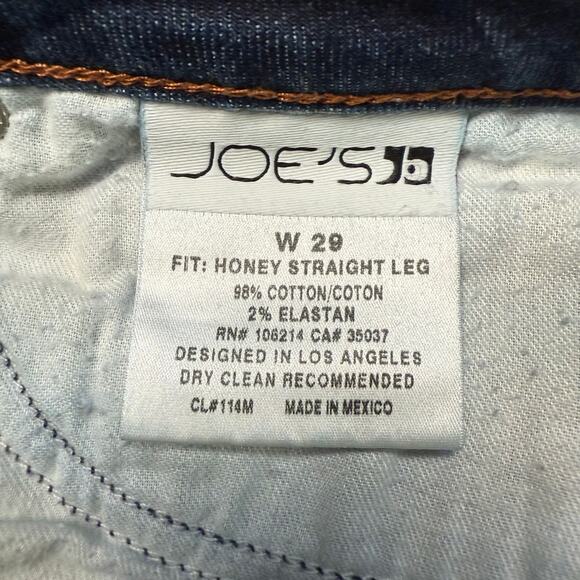 JOE'S
W 29
FIT: HONEY STRAIGHT LEG
98% COTTON/COTON
2% ELASTAN
RN# 106214 CA# 35037
DESIGNED IN LOS ANGELES
DRY CLEAN RECOMMENDED
CL#114M MADE IN MEXICO